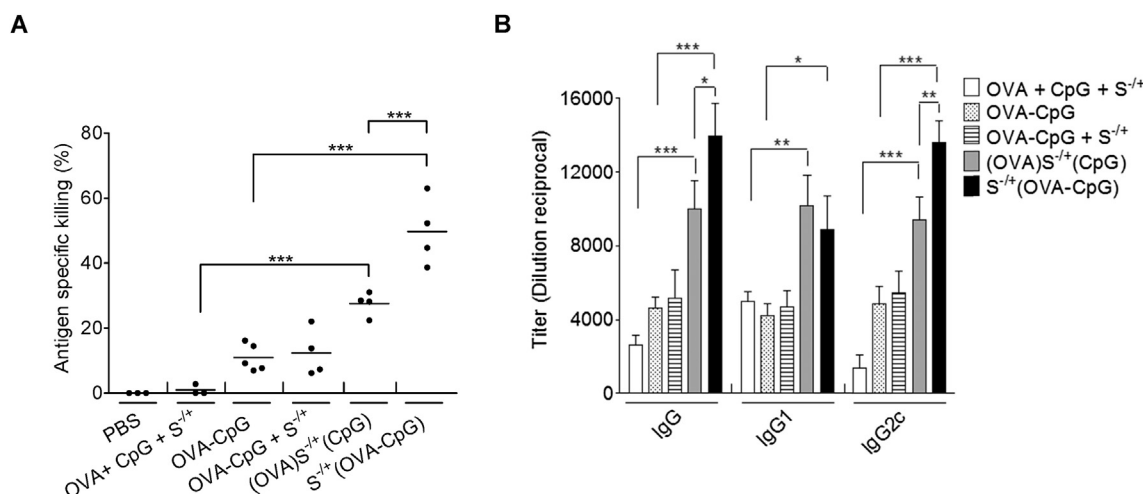 A
Antigen specific killing (%)
80
60
40
20
0
***
***
***
PBS
OVA+ CpG + S⁻/⁺
OVA-CpG
OVA-CpG + S⁻/⁺
(OVA)S⁻/⁺(CpG)
S⁻/⁺(OVA-CpG)
B
Titer (Dilution reciprocal)
16000
12000
8000
4000
0
***
*
***
*
**
***
**
***
IgG
IgG1
IgG2c
OVA + CpG + S⁻/⁺
OVA-CpG
OVA-CpG + S⁻/⁺
(OVA)S⁻/⁺(CpG)
S⁻/⁺(OVA-CpG)